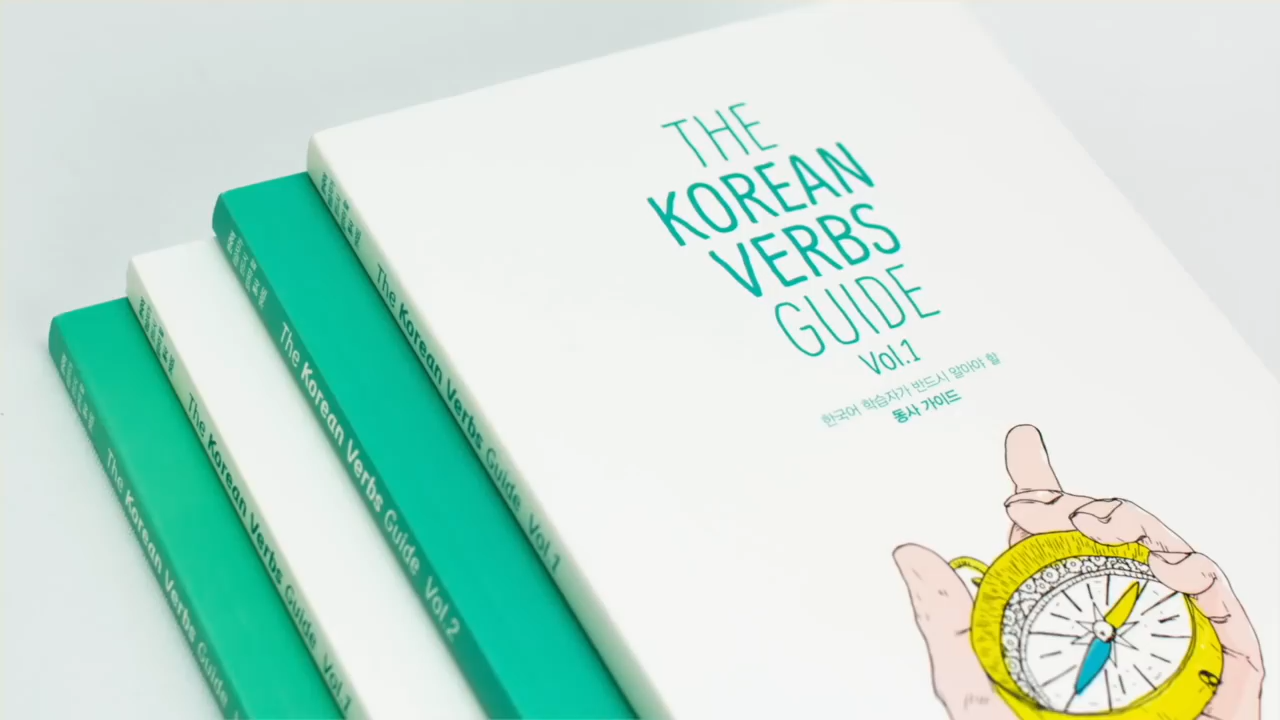 THE
KOREAN
VERBS
GUIDE
Vol.1
한국어 학습자가 반드시 알아야 할
동사 가이드
The Korean Verbs Guide Vol.1
The Korean Verbs Guide Vol.2
The Korean Verbs Guide Vol.1
The Korean Verbs Guide